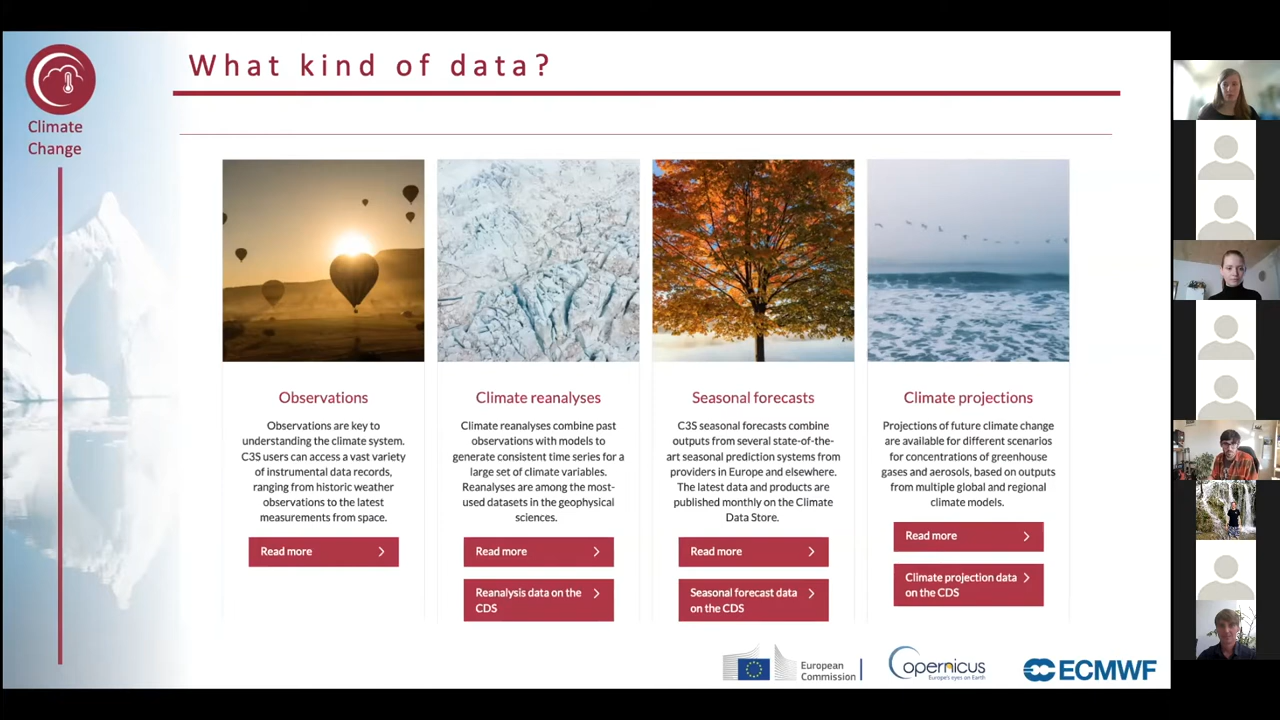 What kind of data?
Climate
Change
Observations
Observations are key to
understanding the climate system.
C3S users can access a vast variety
of instrumental data records,
ranging from historic weather
observations to the latest
measurements from space.
Read more
Climate reanalyses
Climate reanalyses combine past
observations with models to
generate consistent time series for a
large set of climate variables.
Reanalyses are among the most-
used datasets in the geophysical
sciences.
Read more
Reanalysis data on the
CDS
Seasonal forecasts
C3S seasonal forecasts combine
outputs from several state-of-the-
art seasonal prediction systems from
providers in Europe and elsewhere.
The latest data and products are
published monthly on the Climate
Data Store.
Read more
Seasonal forecast data
on the CDS
Climate projections
Projections of future climate change
are available for different scenarios
for concentrations of greenhouse
gases and aerosols, based on outputs
from multiple global and regional
climate models.
Read more
Climate projection data
on the CDS
European
Commission
opernicus
Europe's eyes on Earth
ECMWF